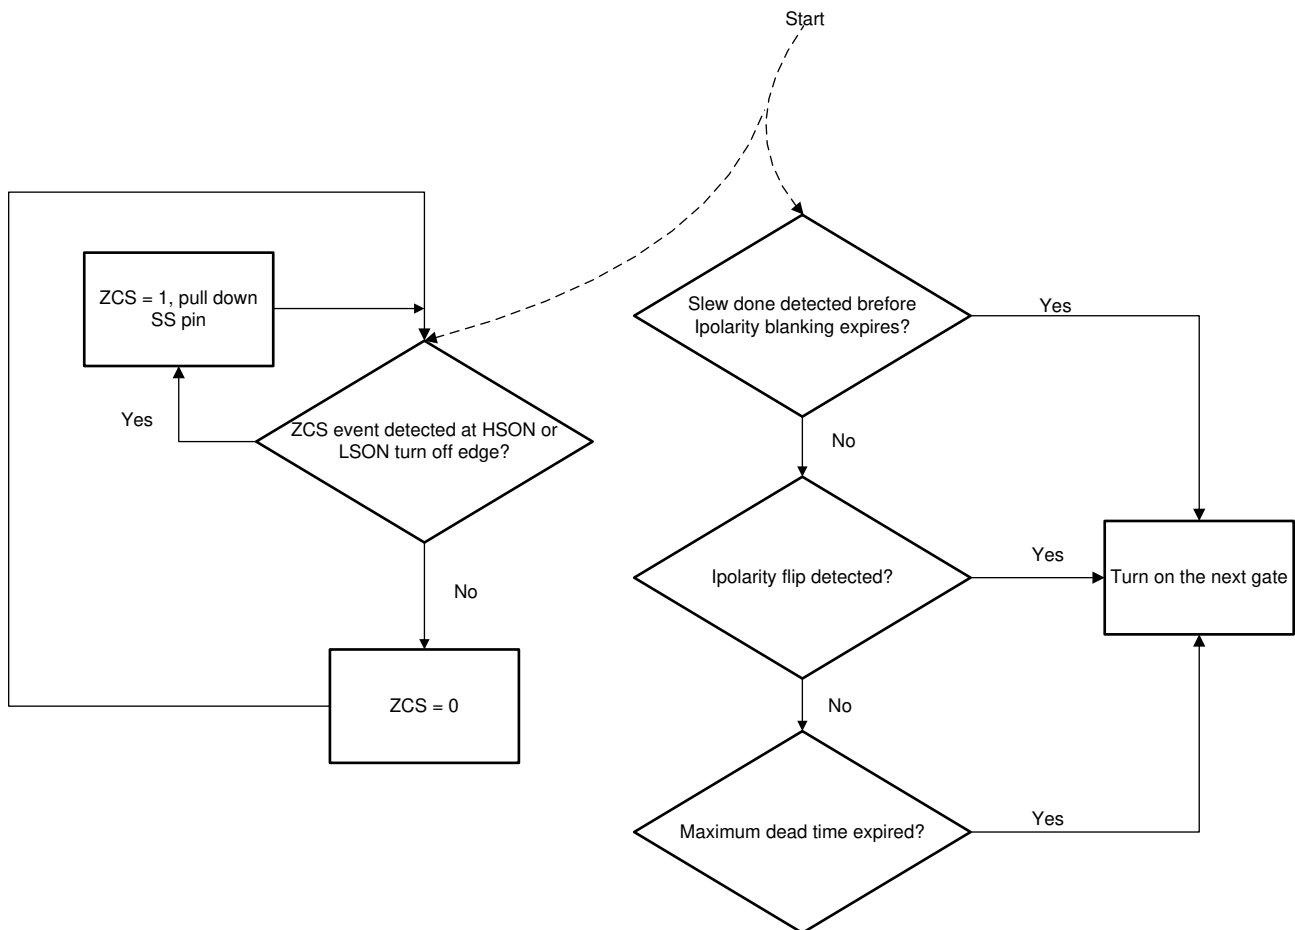 Start
ZCS = 1, pull down
SS pin
Yes
ZCS event detected at HSON or
LSON turn off edge?
No
ZCS = 0
Slew done detected brefore
Ipolarity blanking expires?
Yes
No
Ipolarity flip detected?
Yes
Turn on the next gate
No
Maximum dead time expired?
Yes